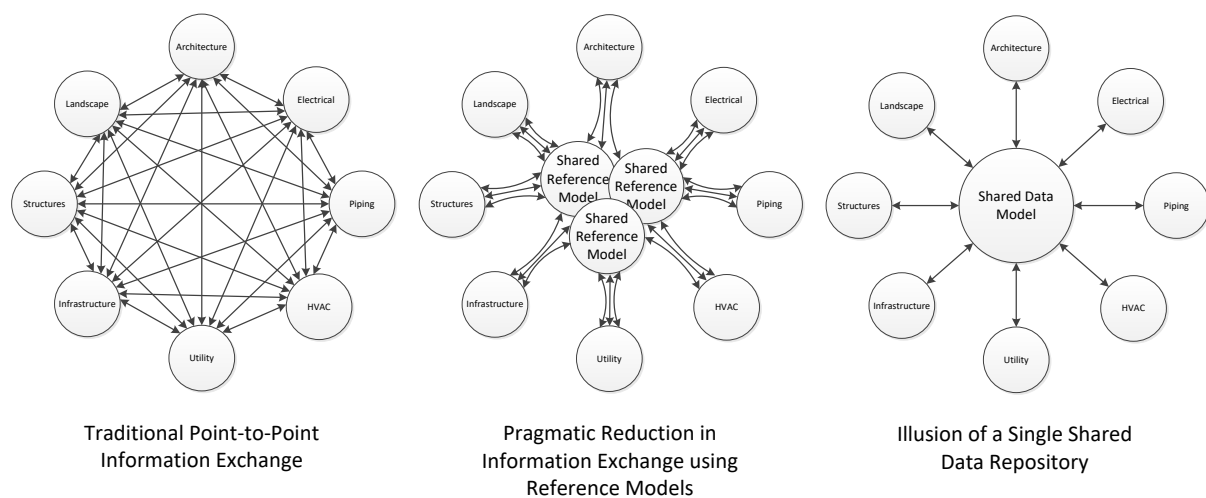 Architecture
Landscape
Electrical
Structures
Piping
Infrastructure
HVAC
Utility
Traditional Point-to-Point
Information Exchange
Architecture
Landscape
Electrical
Shared
Reference
Model
Shared
Reference
Model
Structures
Piping
Shared
Reference
Model
Infrastructure
HVAC
Utility
Pragmatic Reduction in
Information Exchange using
Reference Models
Architecture
Landscape
Electrical
Shared Data
Model
Structures
Piping
Infrastructure
HVAC
Utility
Illusion of a Single Shared
Data Repository